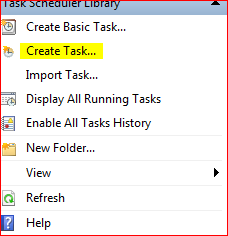 Task Scheduler Library
Create Basic Task...
Create Task...
Import Task...
Display All Running Tasks
Enable All Tasks History
New Folder...
View
Refresh
Help